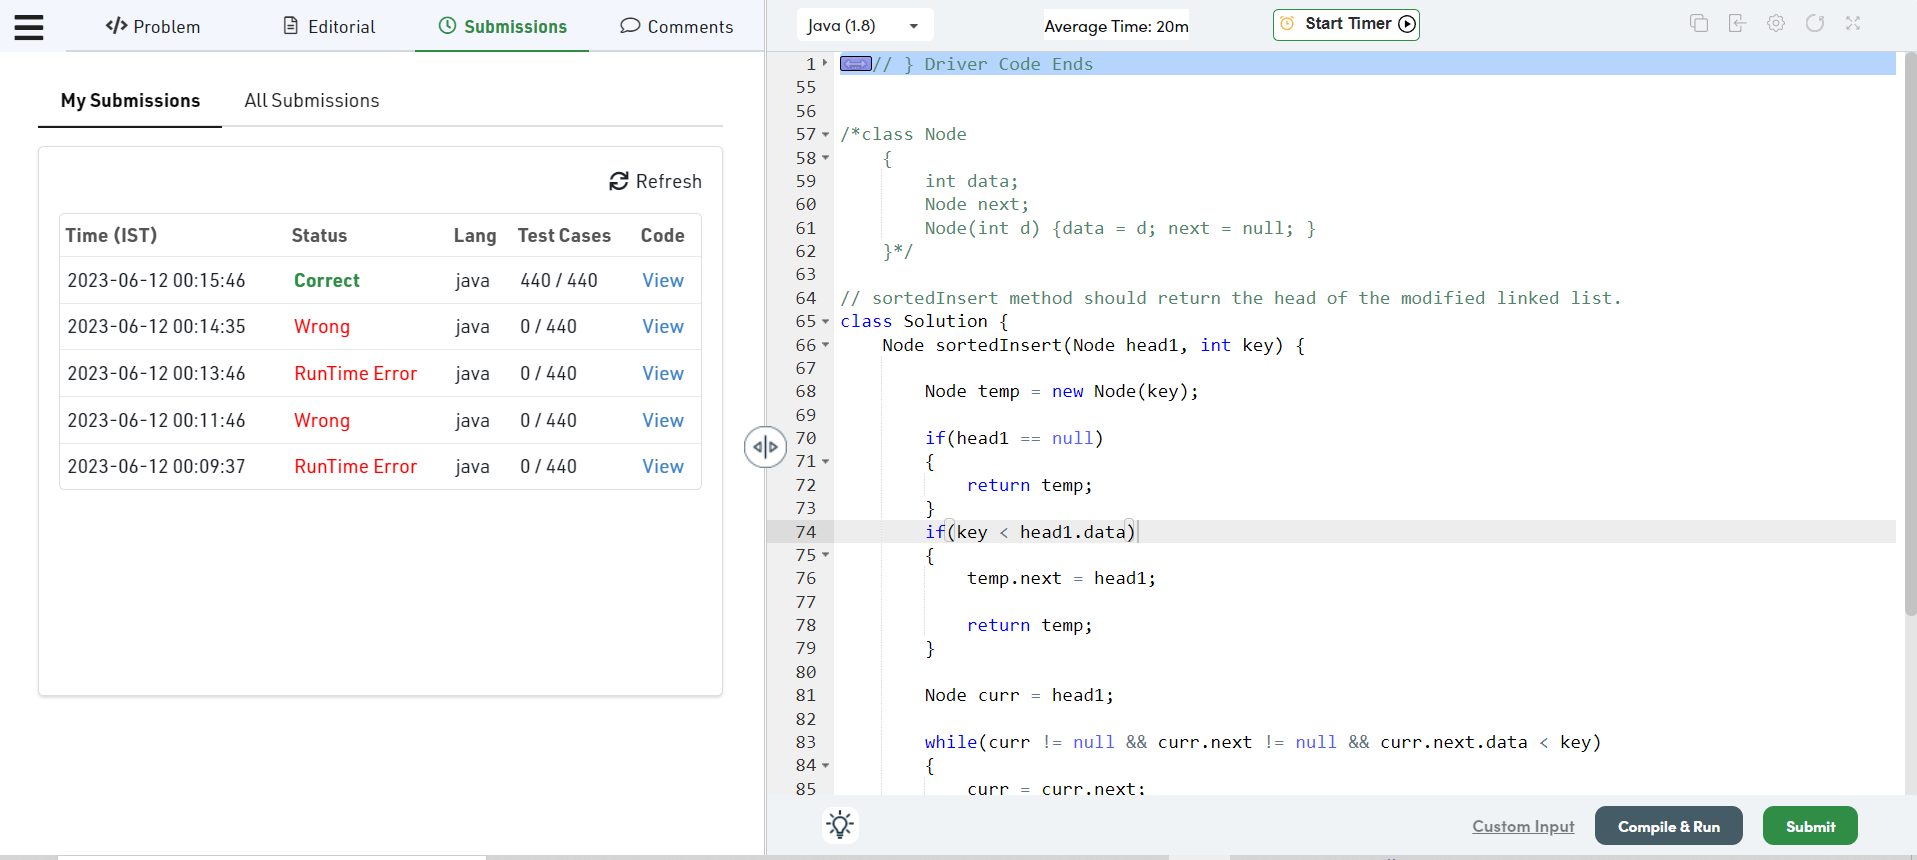 </> Problem
Editorial
Submissions
Comments
My Submissions
All Submissions
Refresh
Time (IST) Status Lang Test Cases Code
2023-06-12 00:15:46 Correct java 440 / 440 View
2023-06-12 00:14:35 Wrong java 0 / 440 View
2023-06-12 00:13:46 RunTime Error java 0 / 440 View
2023-06-12 00:11:46 Wrong java 0 / 440 View
2023-06-12 00:09:37 RunTime Error java 0 / 440 View
Java (1.8)
Average Time: 20m
Start Timer
1 // } Driver Code Ends
55
56
57 /*class Node
58 {
59 int data;
60 Node next;
61 Node(int d) {data = d; next = null; }
62 }*/
63
64 // sortedInsert method should return the head of the modified linked list.
65 class Solution {
66 Node sortedInsert(Node head1, int key) {
67
68 Node temp = new Node(key);
69
70 if(head1 == null)
71 {
72 return temp;
73 }
74 if(key < head1.data)
75 {
76 temp.next = head1;
77
78 return temp;
79 }
80
81 Node curr = head1;
82
83 while(curr != null && curr.next != null && curr.next.data < key)
84 {
85 curr = curr.next;
Custom Input
Compile & Run
Submit